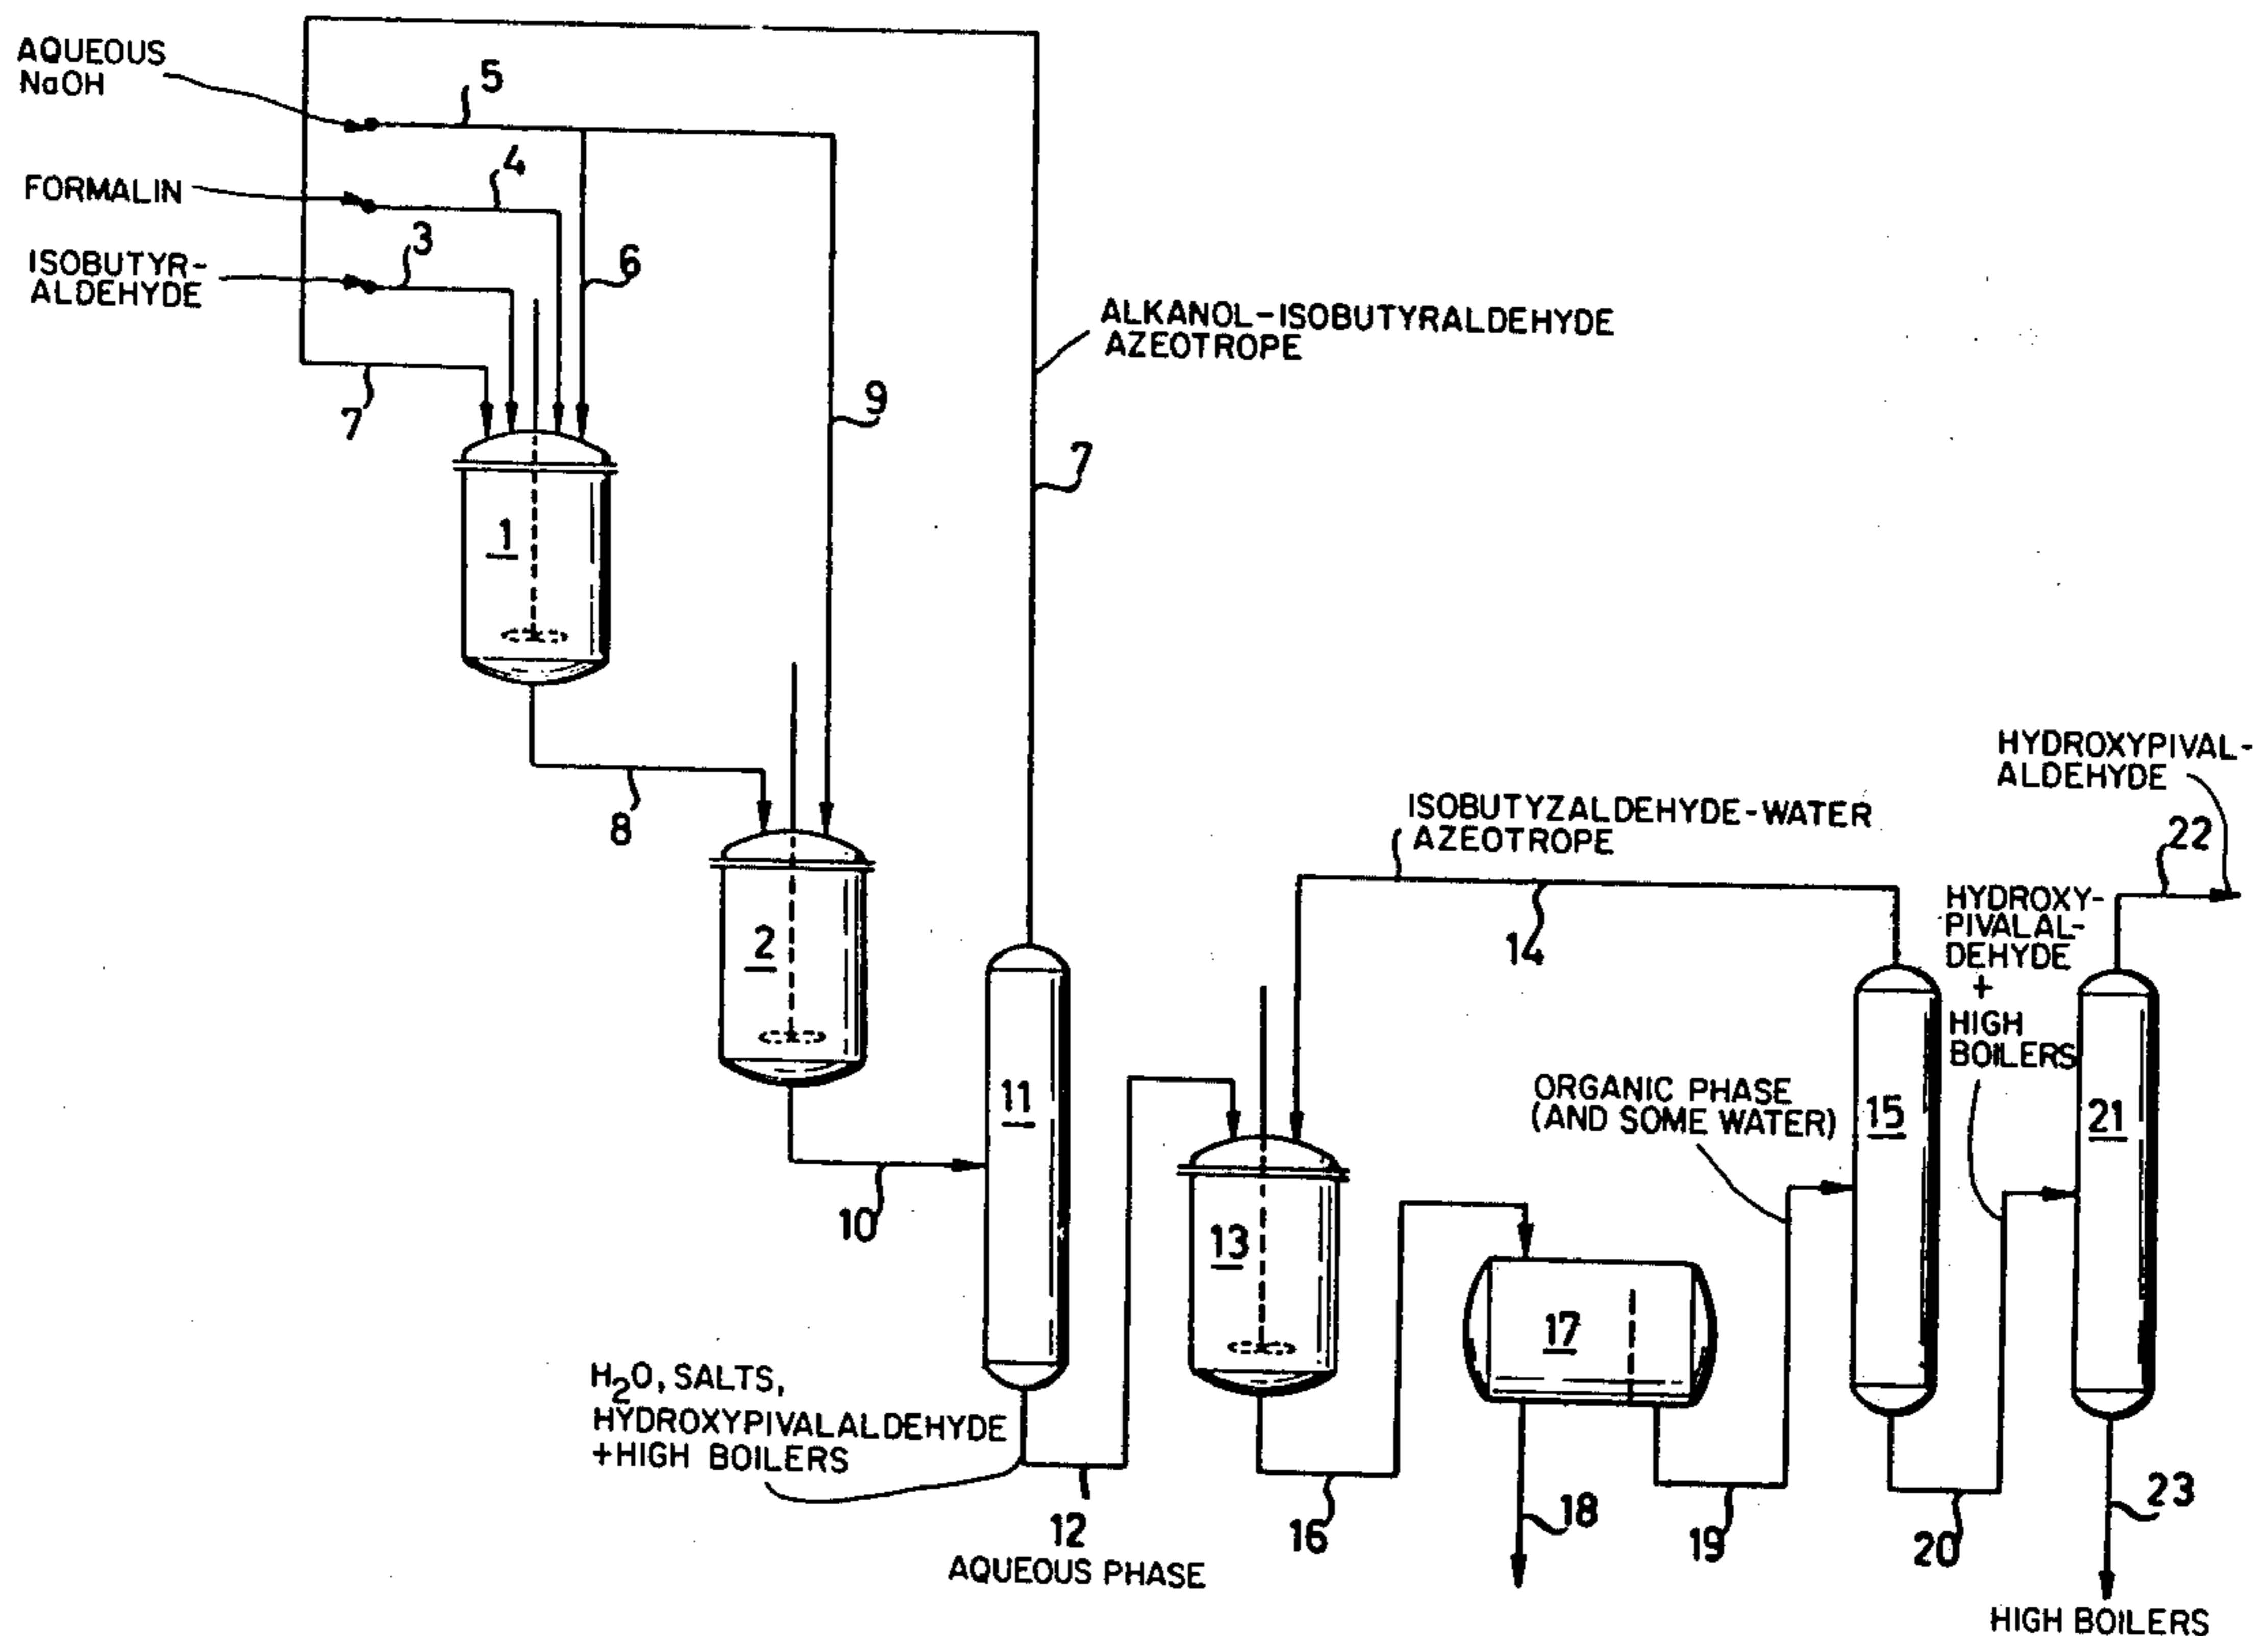 AQUEOUS
NaOH
5
4
FORMALIN
3
ISOBUTYR-
ALDEHYDE
6
ALKANOL-ISOBUTYRALDEHYDE
AZEOTROPE
7
9
7
1
8
2
HYDROXYPIVAL-
ALDEHYDE
ISOBUTYZALDEHYDE-WATER
AZEOTROPE
22
14
HYDROXY-
PIVALAL-
DEHYDE
+
HIGH
BOILERS
11
ORGANIC PHASE
(AND SOME WATER)
15
21
10
13
17
H2O, SALTS,
HYDROXYPIVALALDEHYDE
+HIGH BOILERS
12
AQUEOUS PHASE
16
18
19
20
23
HIGH BOILERS